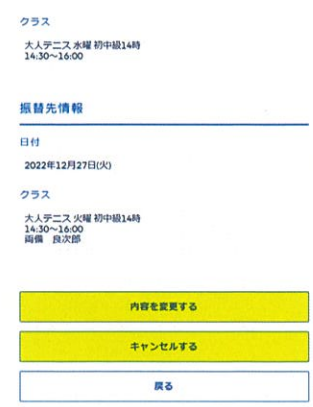 クラス
大人テニス 水曜 初中級14時
14:30～16:00
振替先情報
日付
2022年12月27日(火)
クラス
大人テニス 火曜 初中級14時
14:30～16:00
両備　良次郎
内容を変更する
キャンセルする
戻る